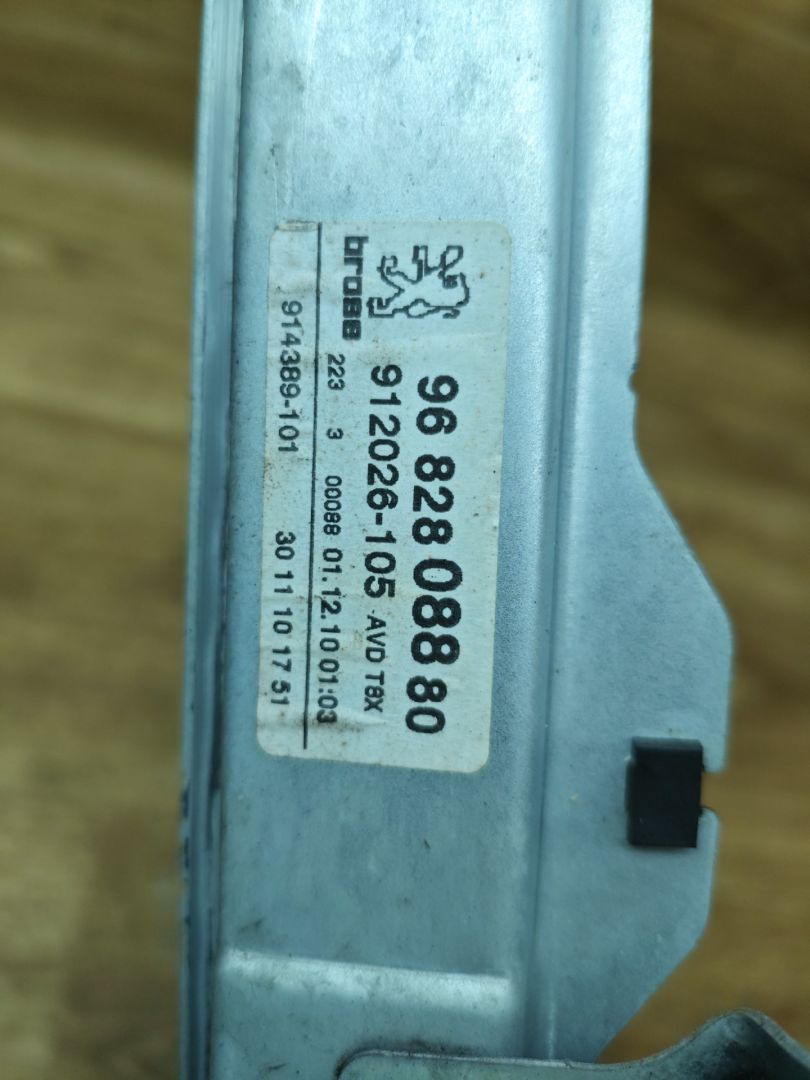 96 828 088 80
brose 912026-105 AVD T8X
223 3 00088 01.12.10 01:03
914389-101 30 11 10 17 51